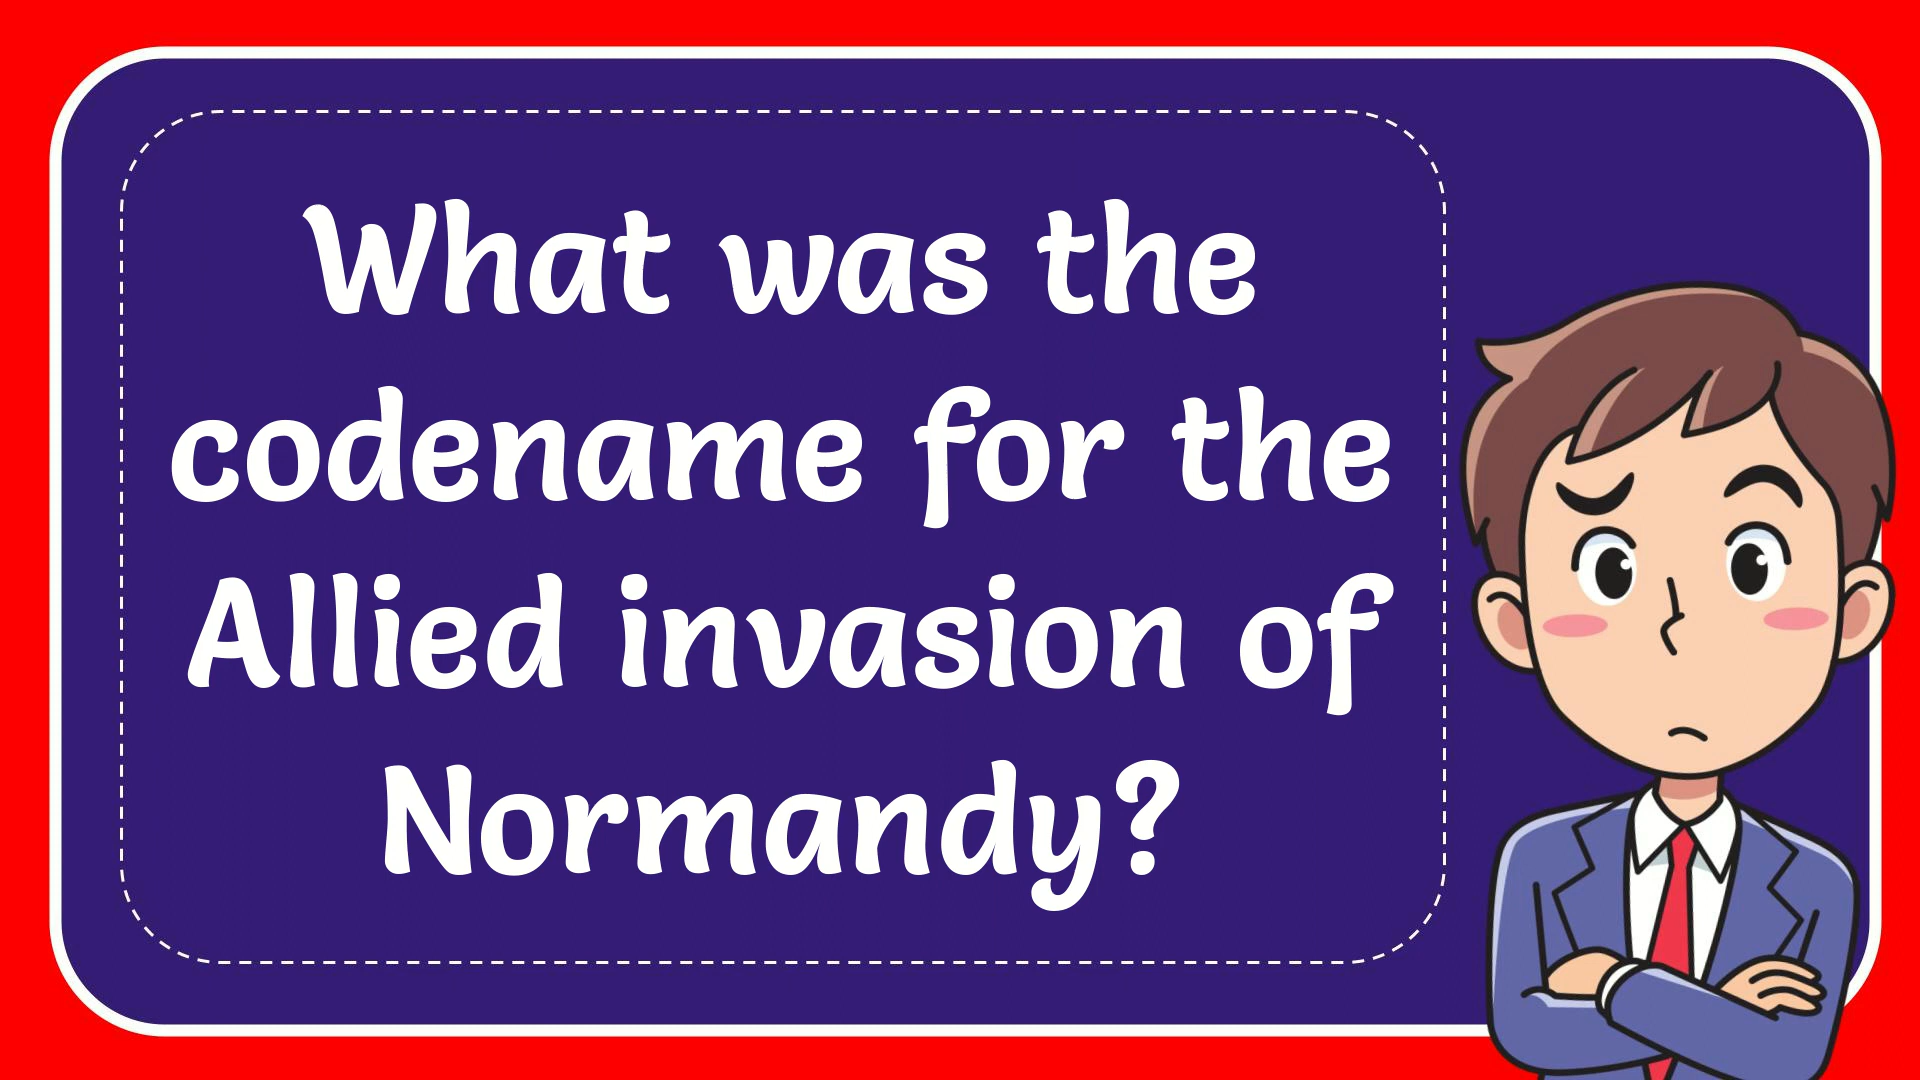 What was the
codename for the
Allied invasion of
Normandy?